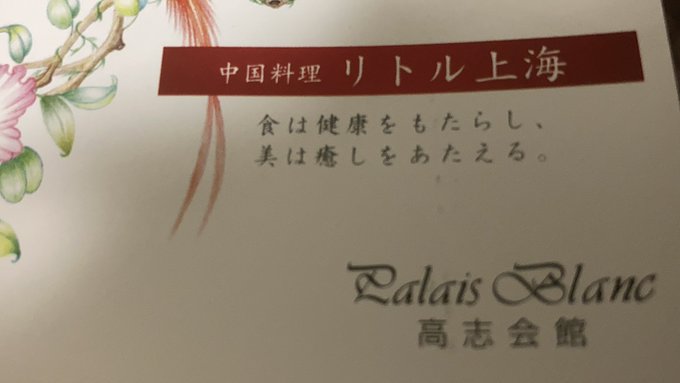 中国料理 リトル上海
食は健康をもたらし、
美は癒しをあたえる。
Palais Blanc
高志会館